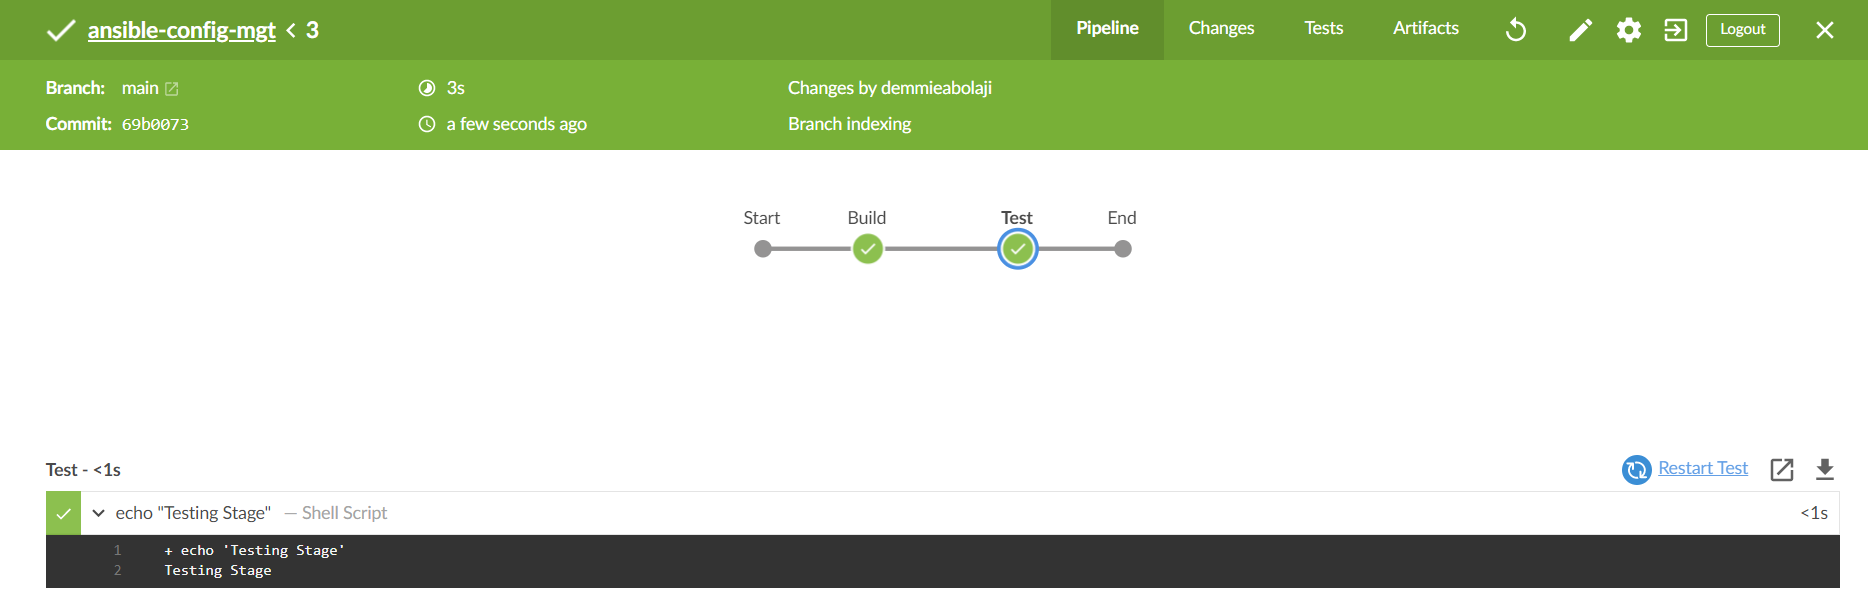 ansible-config-mgt < 3
Pipeline
Changes
Tests
Artifacts
Logout
Branch: main
3s
Changes by demmieabolaji
Commit: 69b0073
a few seconds ago
Branch indexing
Start
Build
Test
End
Test - <1s
Restart Test
echo "Testing Stage" — Shell Script
<1s
1 + echo 'Testing Stage'
2 Testing Stage